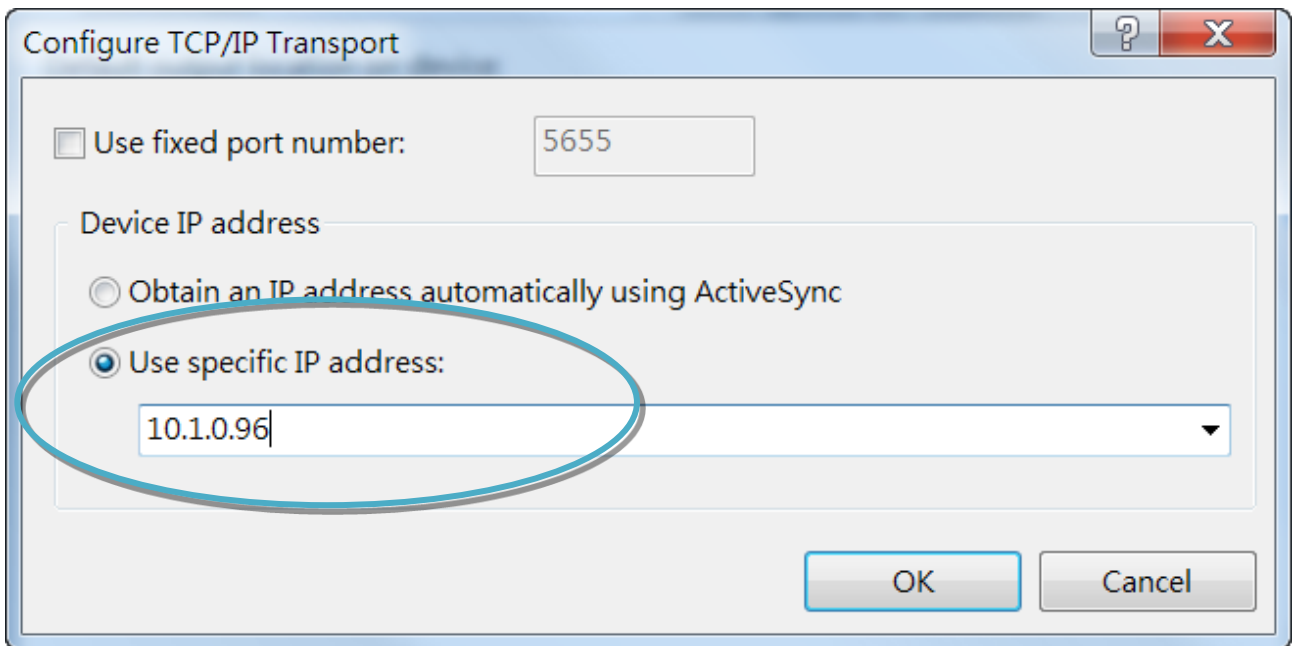 Configure TCP/IP Transport
Use fixed port number: 5655
Device IP address
Obtain an IP address automatically using ActiveSync
Use specific IP address:
10.1.0.96
OK Cancel